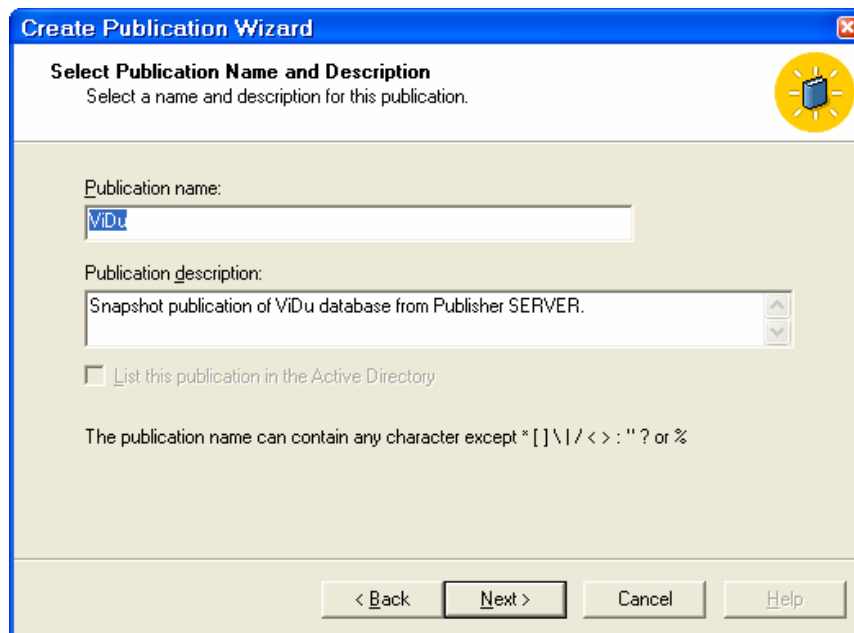 Create Publication Wizard
Select Publication Name and Description
Select a name and description for this publication.
Publication name:
ViDu
Publication description:
Snapshot publication of ViDu database from Publisher SERVER.
List this publication in the Active Directory
The publication name can contain any character except * [ ] \ | / < > : " ? or %
< Back
Next >
Cancel
Help